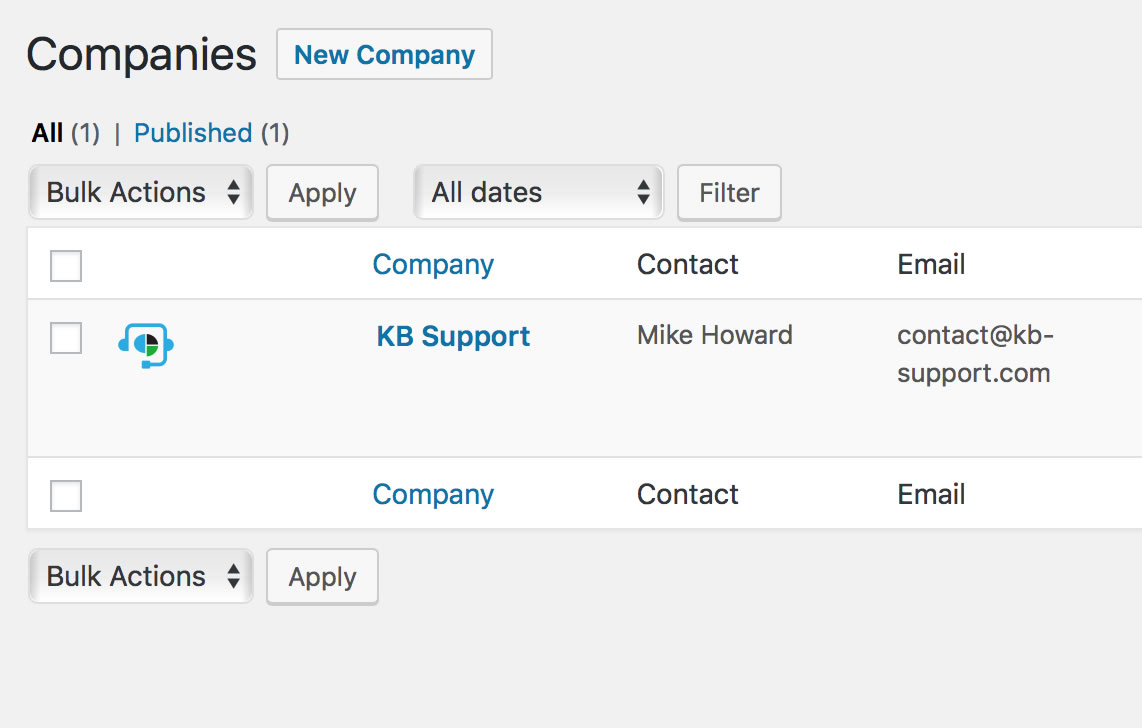 Companies New Company
All (1) | Published (1)
Bulk Actions Apply All dates Filter
Company Contact Email
KB Support Mike Howard contact@kb-
support.com
Company Contact Email
Bulk Actions Apply